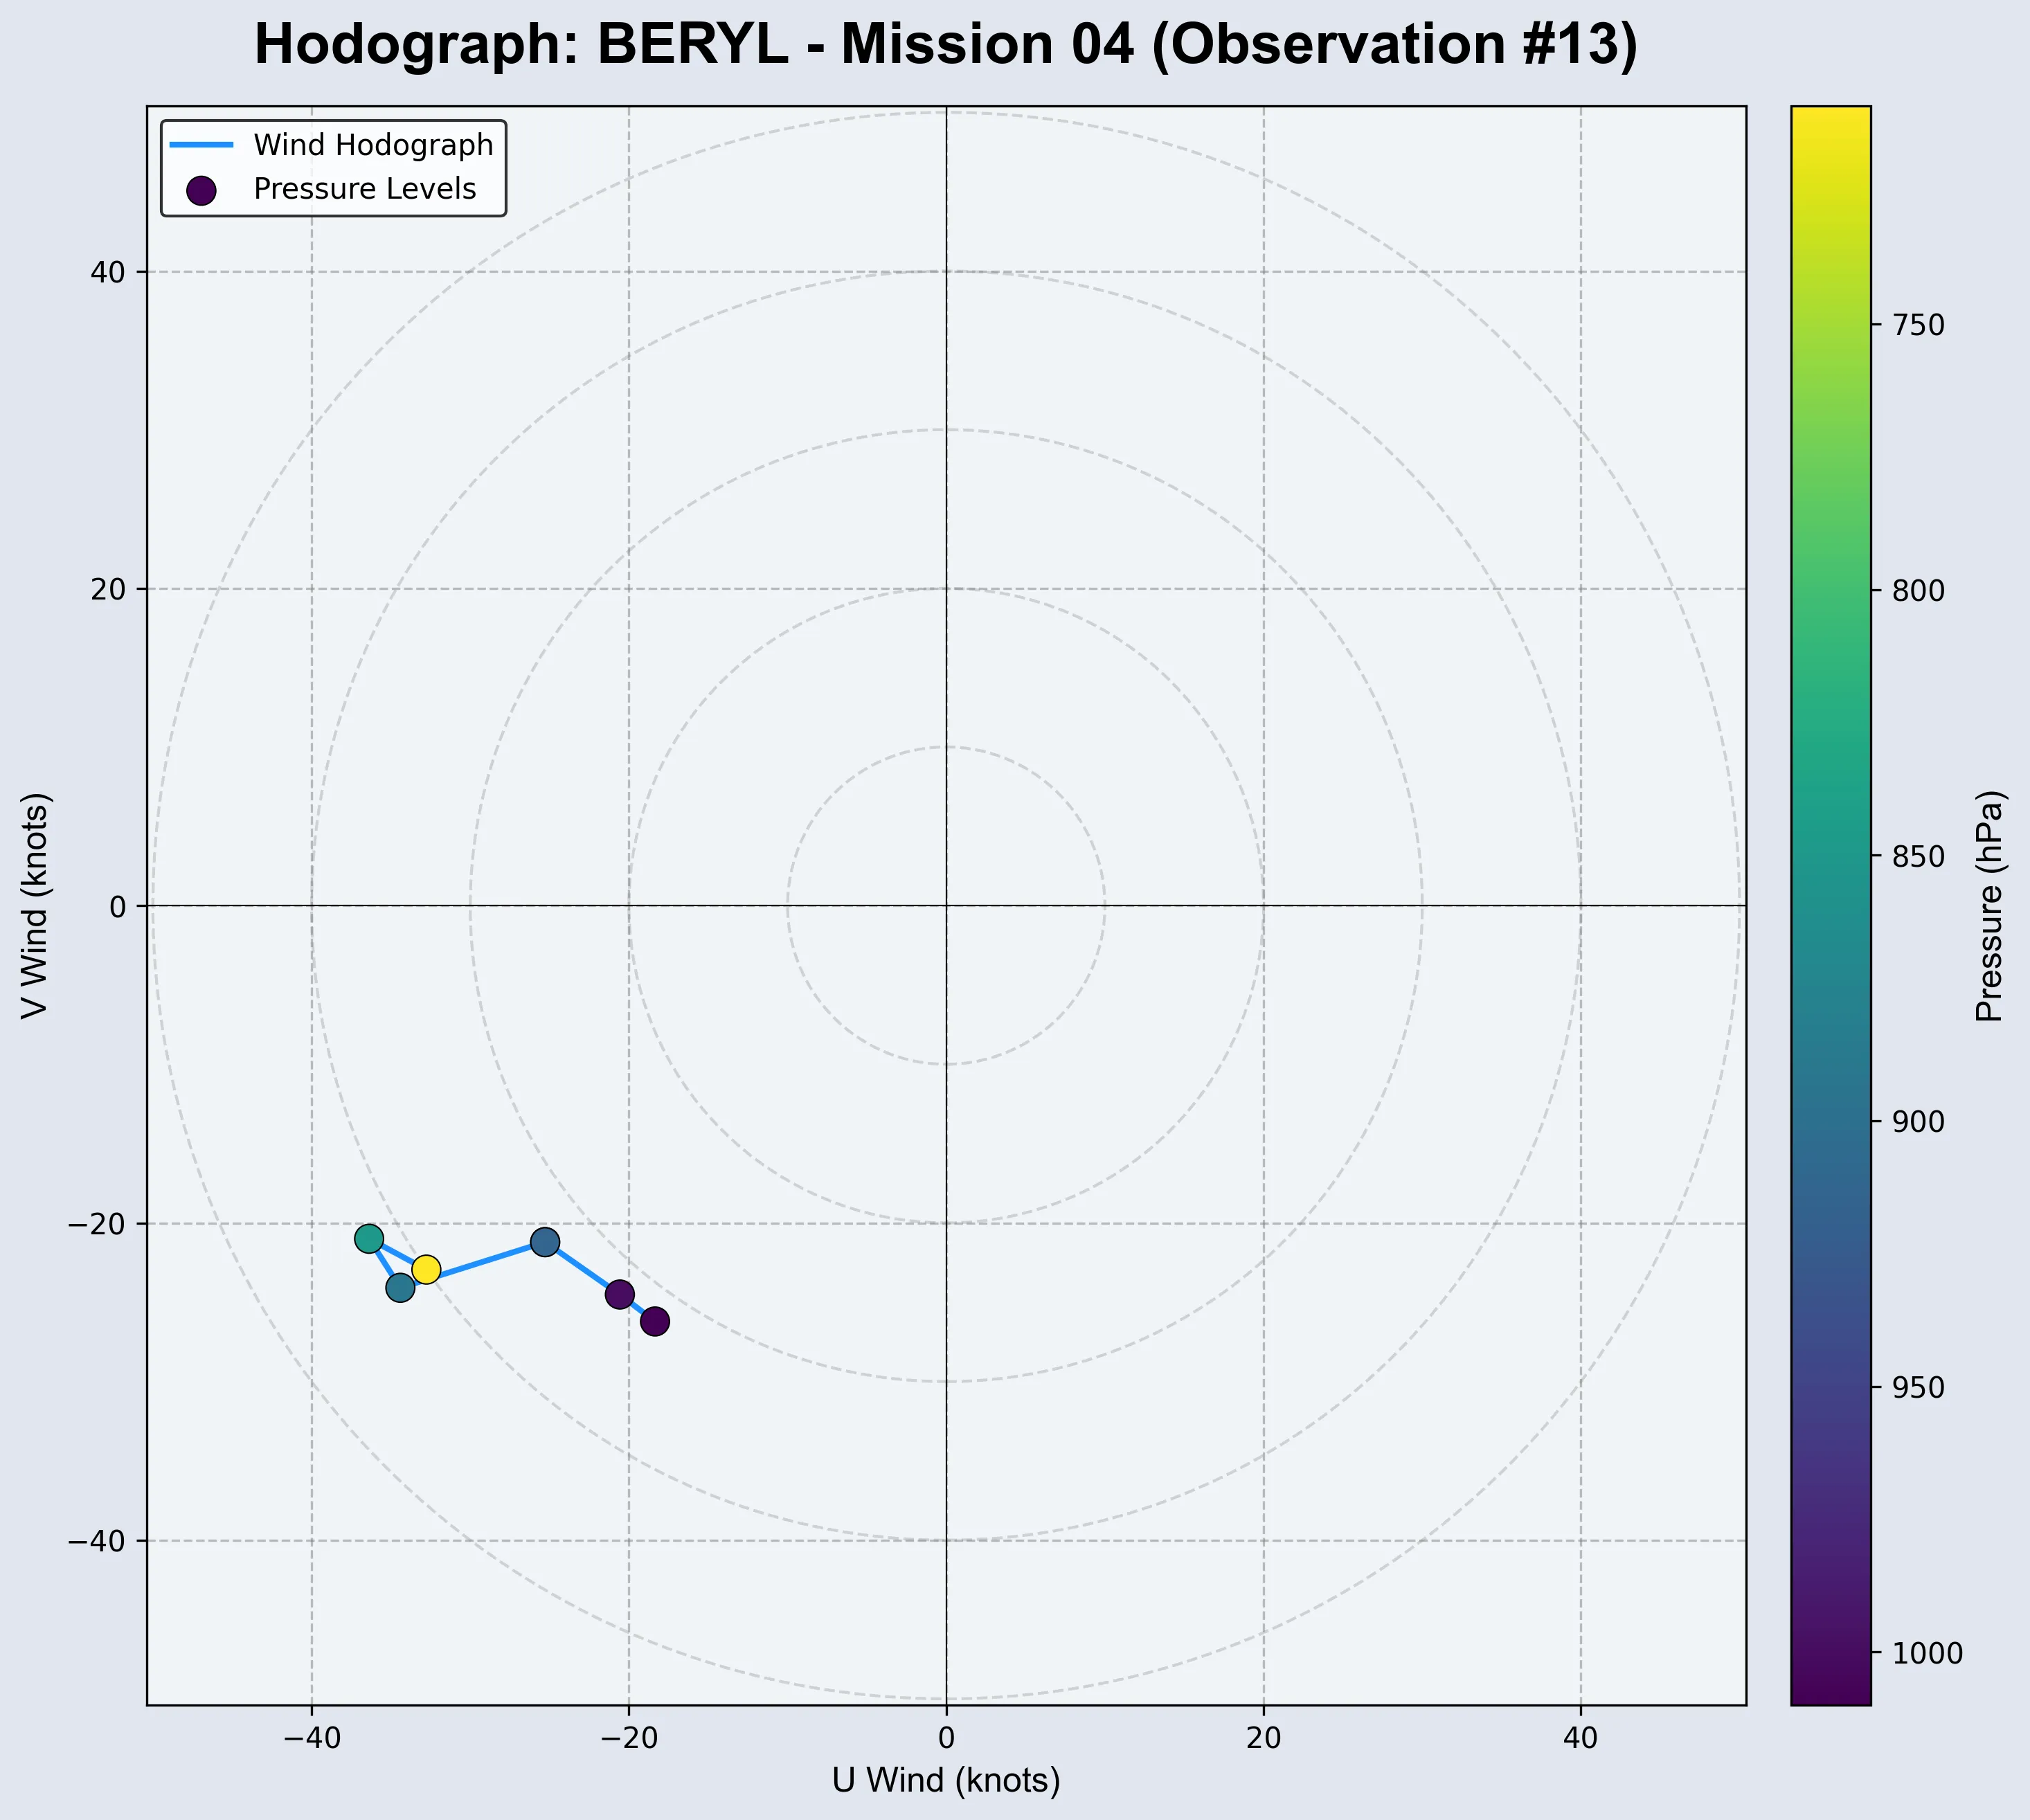 Hodograph: BERYL - Mission 04 (Observation #13)
Wind Hodograph
Pressure Levels
40
20
0
−20
−40
V Wind (knots)
−40
−20
0
20
40
U Wind (knots)
750
800
850
900
950
1000
Pressure (hPa)